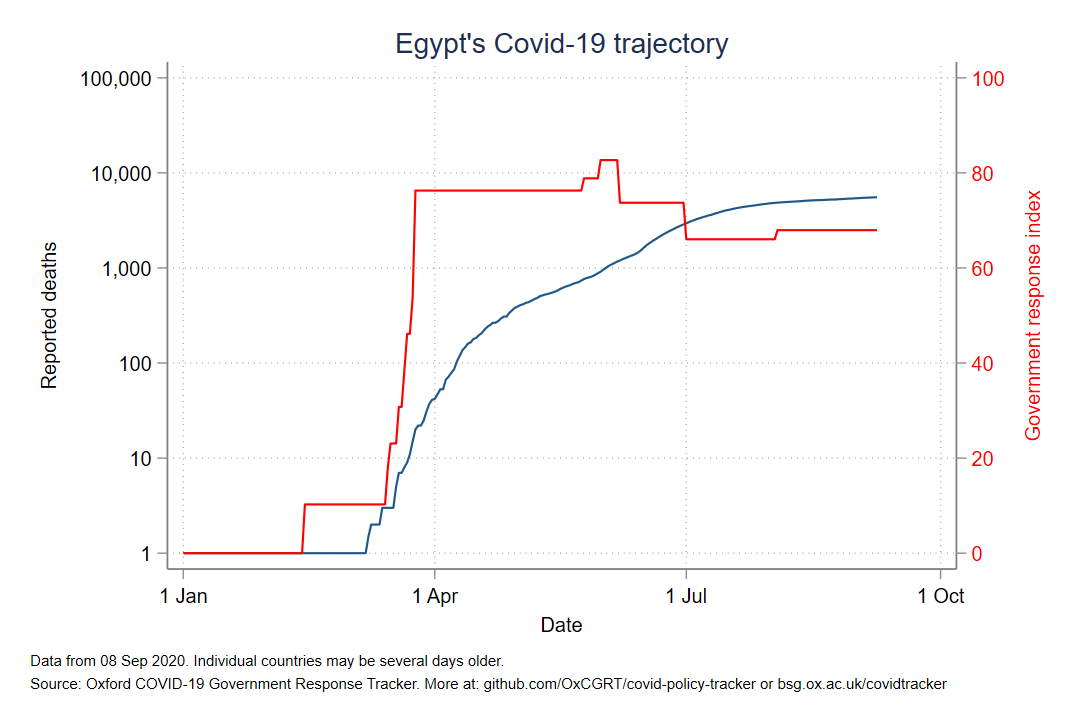 Egypt's Covid-19 trajectory
100,000
10,000
1,000
100
10
1
Reported deaths
100
80
60
40
20
0
Government response index
1 Jan
1 Apr
1 Jul
1 Oct
Date
Data from 08 Sep 2020. Individual countries may be several days older.
Source: Oxford COVID-19 Government Response Tracker. More at: github.com/OxCGRT/covid-policy-tracker or bsg.ox.ac.uk/covidtracker